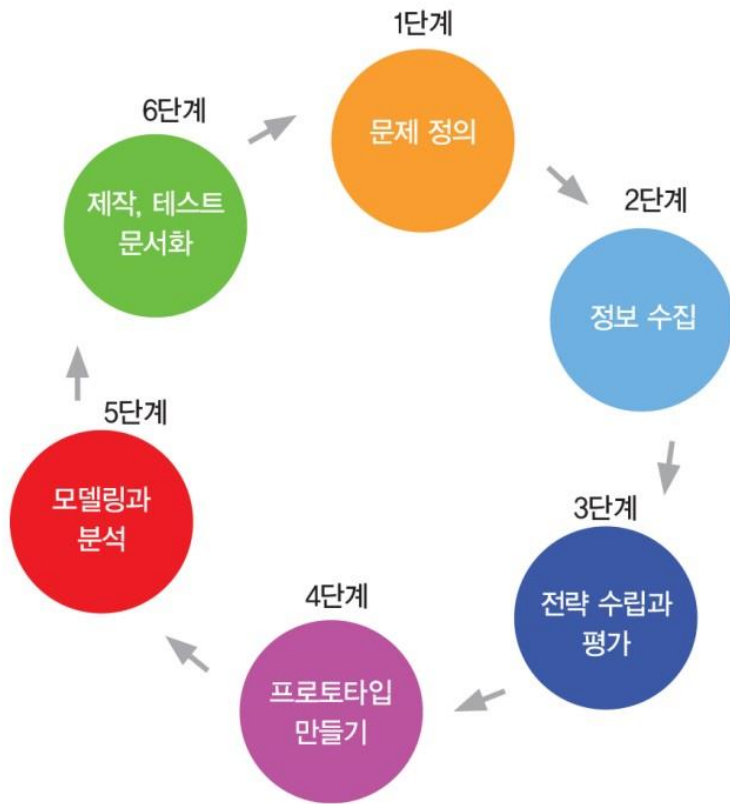 1단계
문제 정의
2단계
정보 수집
3단계
전략 수립과
평가
4단계
프로토타입
만들기
5단계
모델링과
분석
6단계
제작, 테스트
문서화